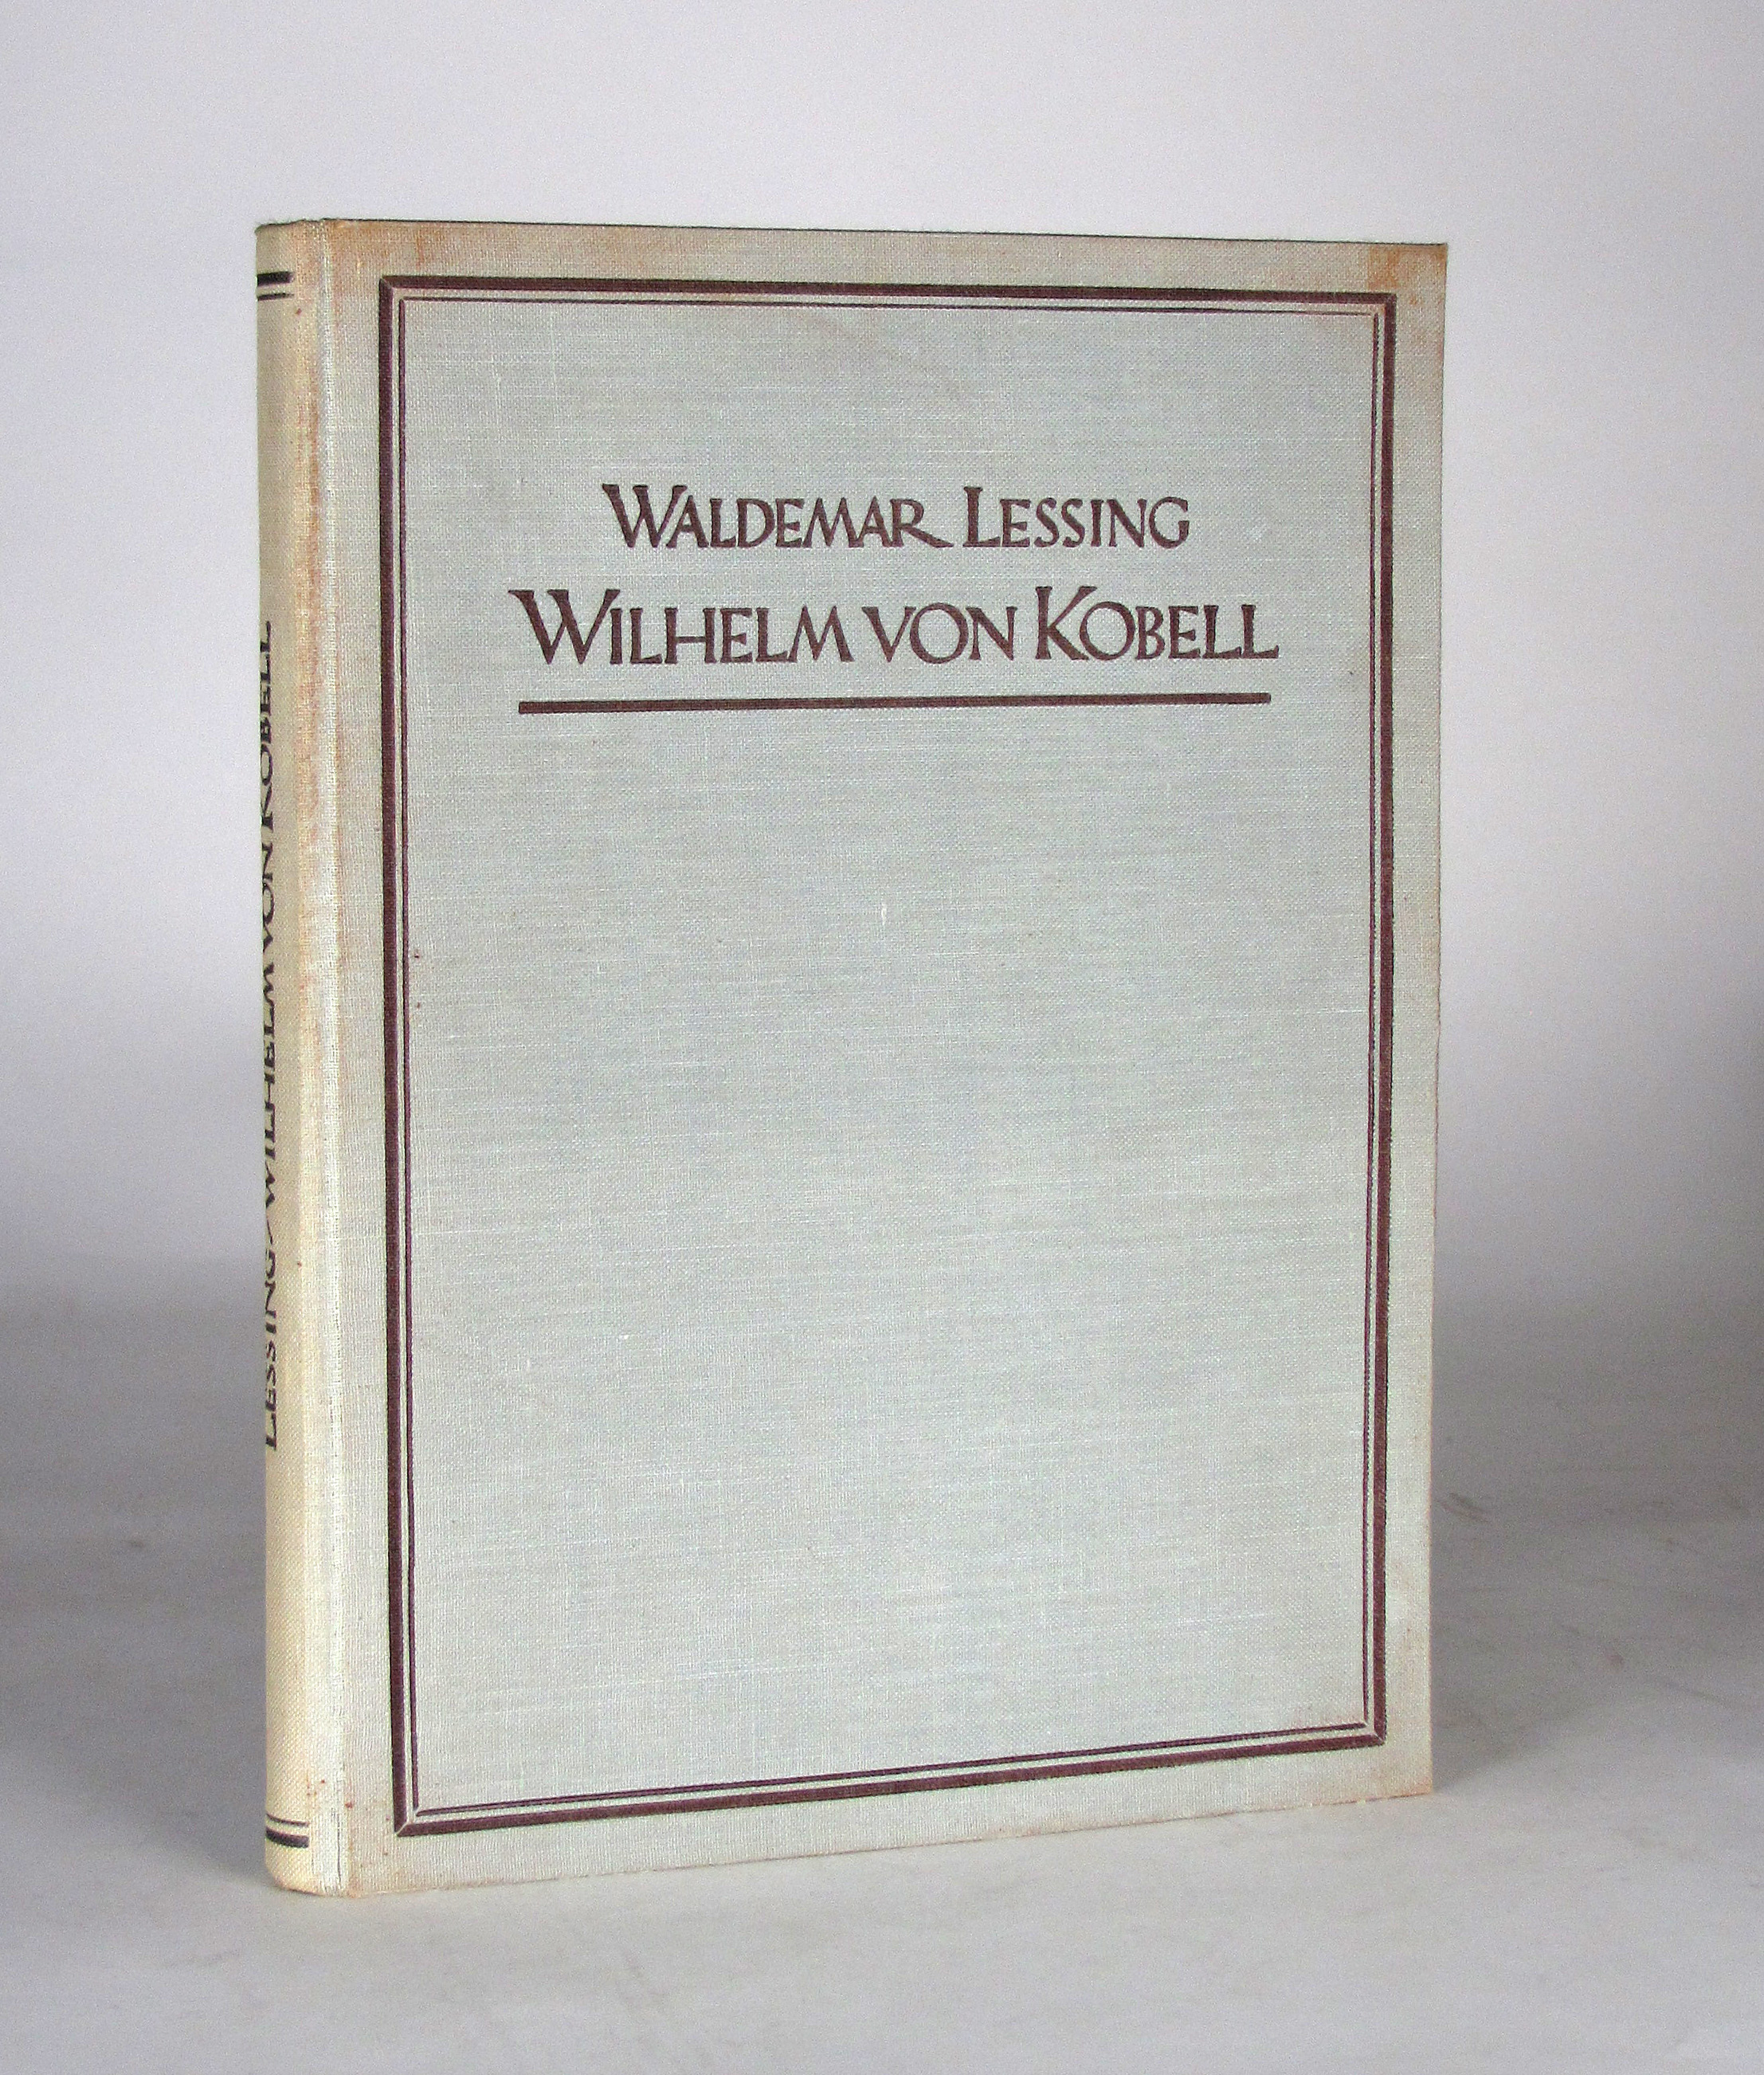 WALDEMAR LESSING
WILHELM VON KOBELL
LESSING / WILHELM VON KOBELL